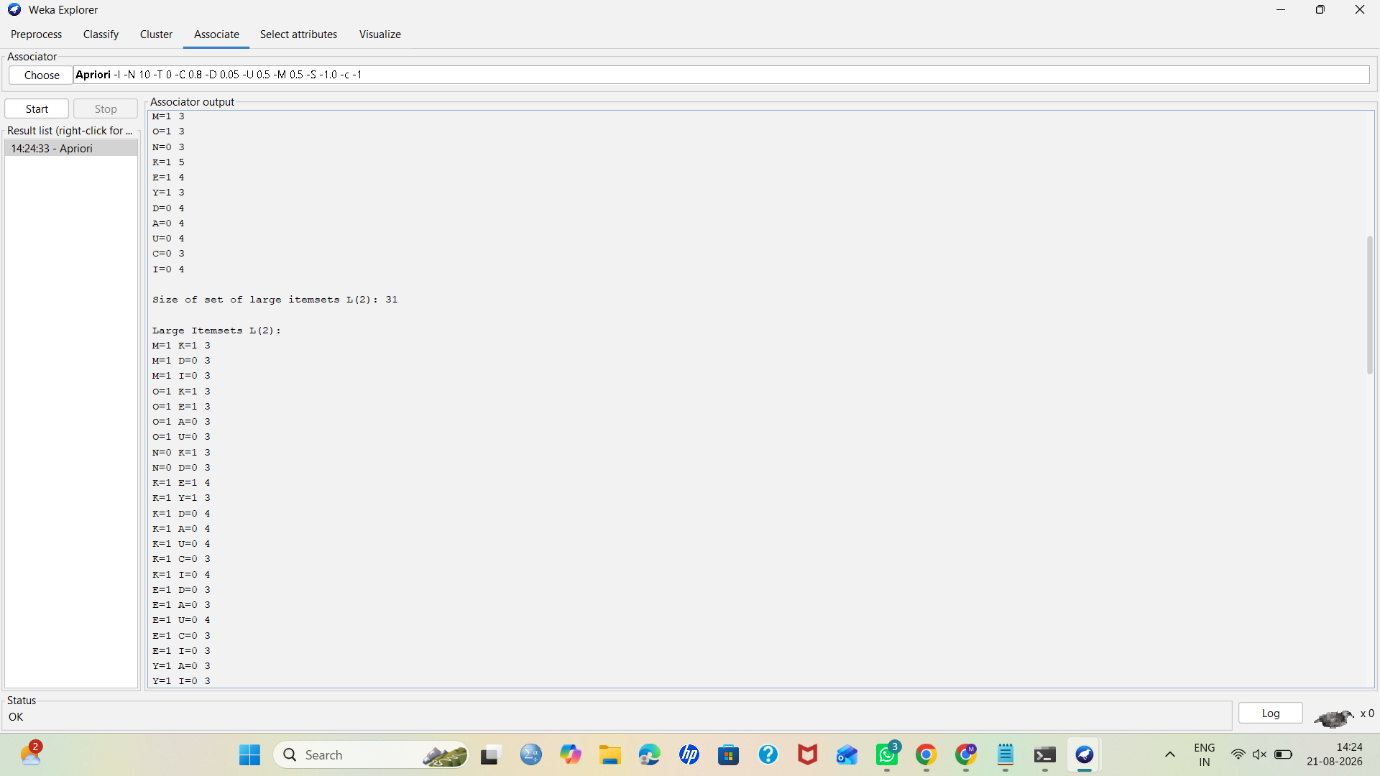 Weka Explorer
Preprocess Classify Cluster Associate Select attributes Visualize
Associator
Choose Apriori -I -N 10 -T 0 -C 0.8 -D 0.05 -U 0.5 -M 0.5 -S -1.0 -c -1
Start Stop
Associator output
Result list (right-click for ...
14:24:33 - Apriori
M=1 3
O=1 3
N=0 3
K=1 5
E=1 4
Y=1 3
D=0 4
A=0 4
U=0 4
C=0 3
I=0 4
Size of set of large itemsets L(2): 31
Large Itemsets L(2):
M=1 K=1 3
M=1 D=0 3
M=1 I=0 3
O=1 K=1 3
O=1 E=1 3
O=1 A=0 3
O=1 U=0 3
N=0 K=1 3
N=0 D=0 3
K=1 E=1 4
K=1 Y=1 3
K=1 D=0 4
K=1 A=0 4
K=1 U=0 4
K=1 C=0 3
K=1 I=0 4
E=1 D=0 3
E=1 A=0 3
E=1 U=0 4
E=1 C=0 3
E=1 I=0 3
Y=1 A=0 3
Y=1 I=0 3
Status
OK
Log
x 0
2
Search
hp
3
M
ENG
IN
14:24
21-08-2026